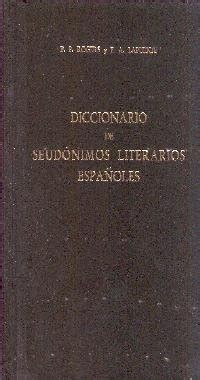 P. P. ROGERS y F. A. LAPUENTE
DICCIONARIO
DE
SEUDÓNIMOS LITERARIOS
ESPAÑOLES